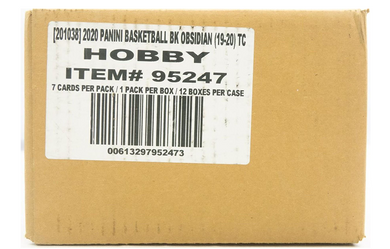 [201038] 2020 PANINI BASKETBALL BK OBSIDIAN (19-20) TC
HOBBY
ITEM# 95247
7 CARDS PER PACK / 1 PACK PER BOX / 12 BOXES PER CASE
00613297952473